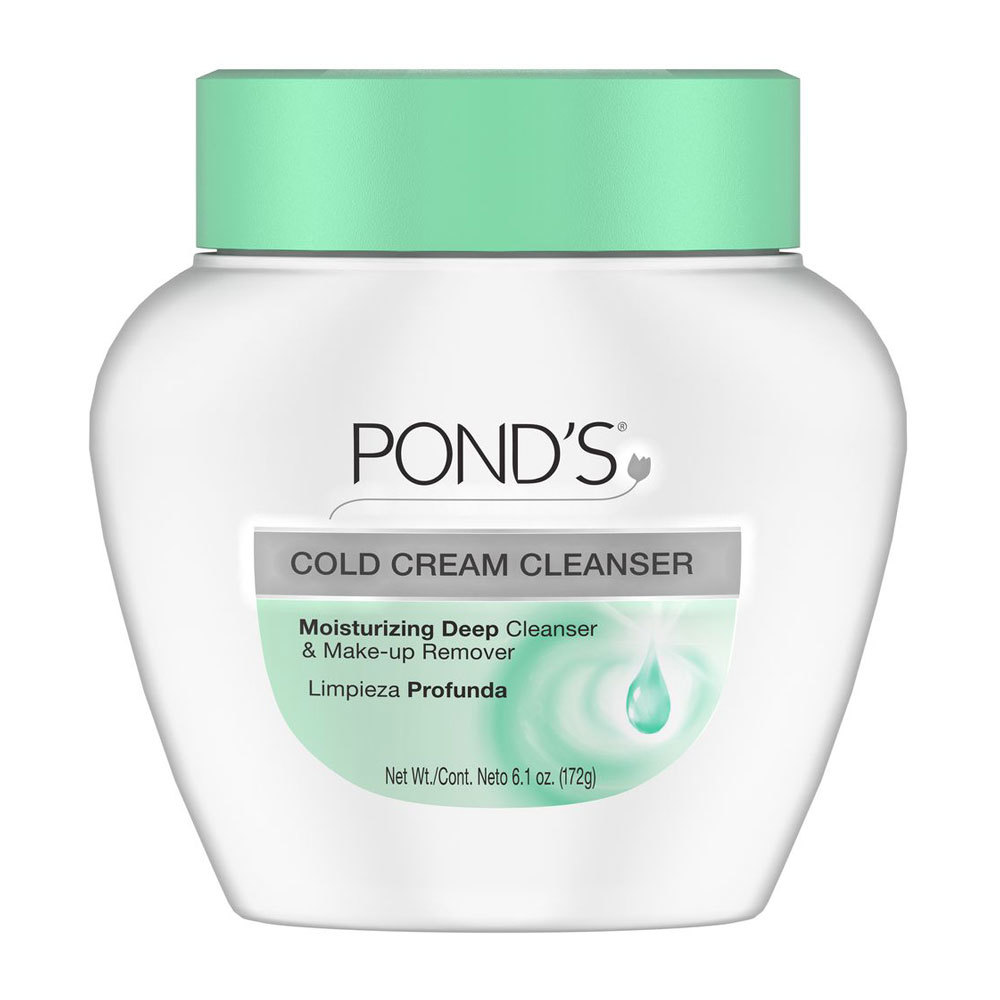 POND'S®
COLD CREAM CLEANSER
Moisturizing Deep Cleanser
& Make-up Remover
Limpieza Profunda
Net Wt./Cont. Neto 6.1 oz. (172g)